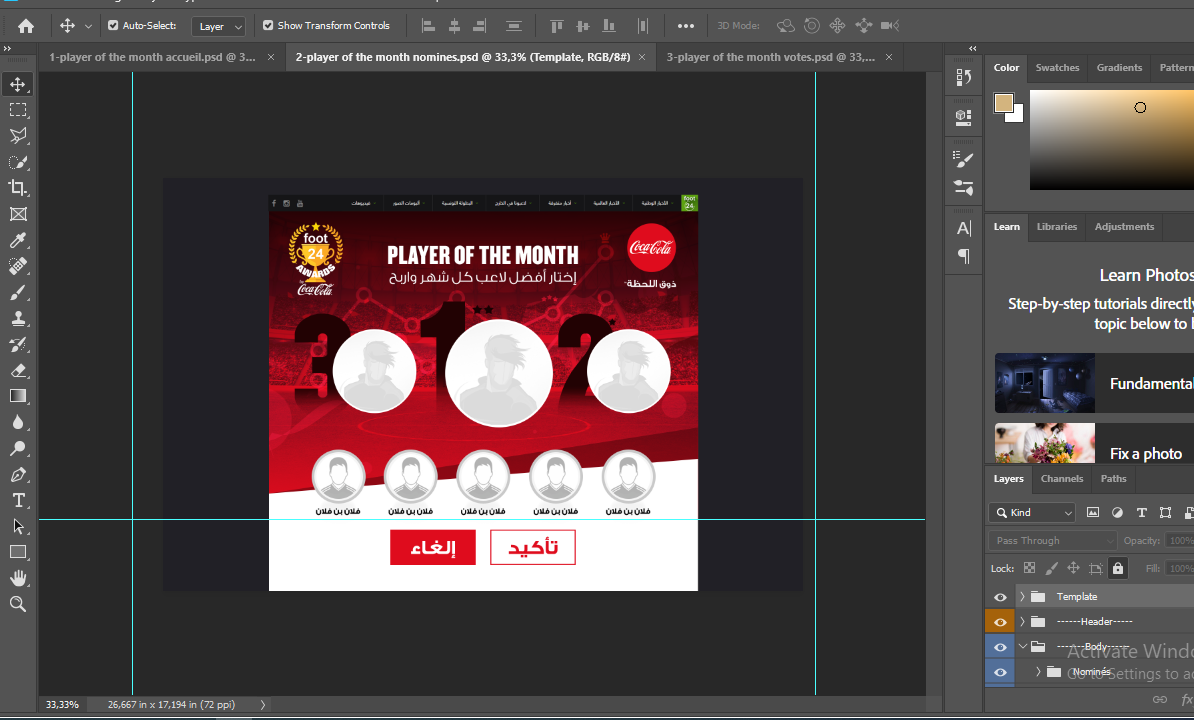 Auto-Select:
Layer
Show Transform Controls
3D Mode:
1-player of the month accueil.psd @ 3...
2-player of the month nomines.psd @ 33,3% (Template, RGB/8#)
3-player of the month votes.psd @ 33,...
foot
24
foot
24
AWARDS
Coca-Cola
PLAYER OF THE MONTH
إختار أفضل لاعب كل شهر واربح
Coca-Cola
ذوق اللحظة
3
1
2
فلان بن فلان
فلان بن فلان
فلان بن فلان
فلان بن فلان
فلان بن فلان
إلغاء
تأكيد
33,33%
26,667 in x 17,194 in (72 ppi)
Color
Swatches
Gradients
Pattern
Learn
Libraries
Adjustments
Learn Photos
Step-by-step tutorials directly
topic below to
Fundamental
Fix a photo
Layers
Channels
Paths
Kind
Pass Through
Opacity:
100%
Lock:
Fill:
100%
Template
------Header-----
-------Body------
Nominés
Activate Windo
Go to Settings to ac